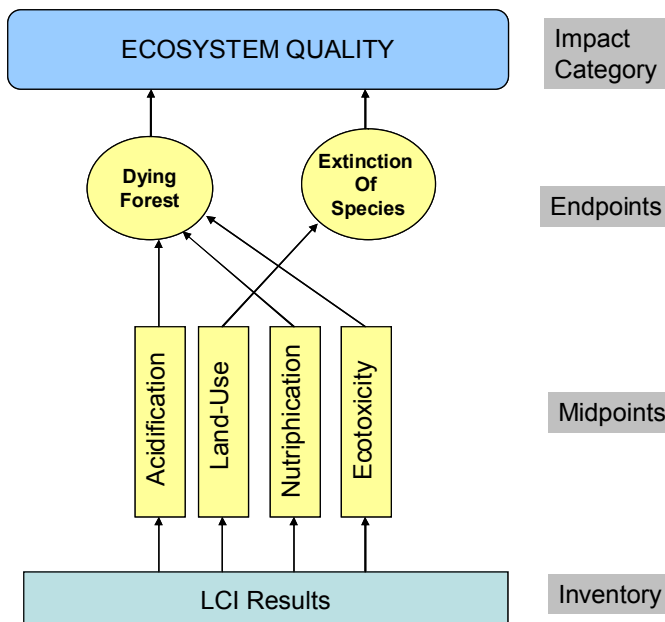 ECOSYSTEM QUALITY
Impact
Category
Dying
Forest
Extinction
Of
Species
Endpoints
Acidification
Land-Use
Nutriphication
Ecotoxicity
Midpoints
LCI Results
Inventory